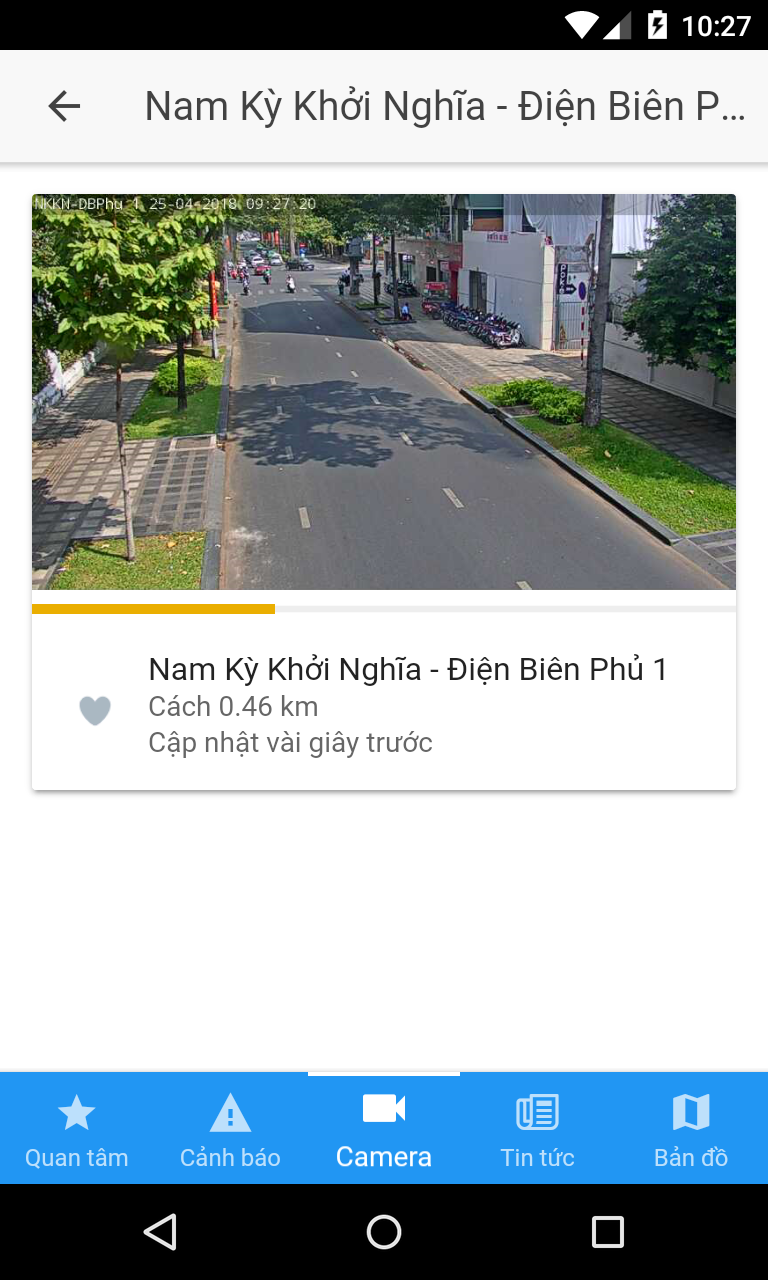 10:27
Nam Kỳ Khởi Nghĩa - Điện Biên P...
NKKN-DBPhu 1 25-04-2018 09:27:20
Nam Kỳ Khởi Nghĩa - Điện Biên Phủ 1
Cách 0.46 km
Cập nhật vài giây trước
Quan tâm
Cảnh báo
Camera
Tin tức
Bản đồ